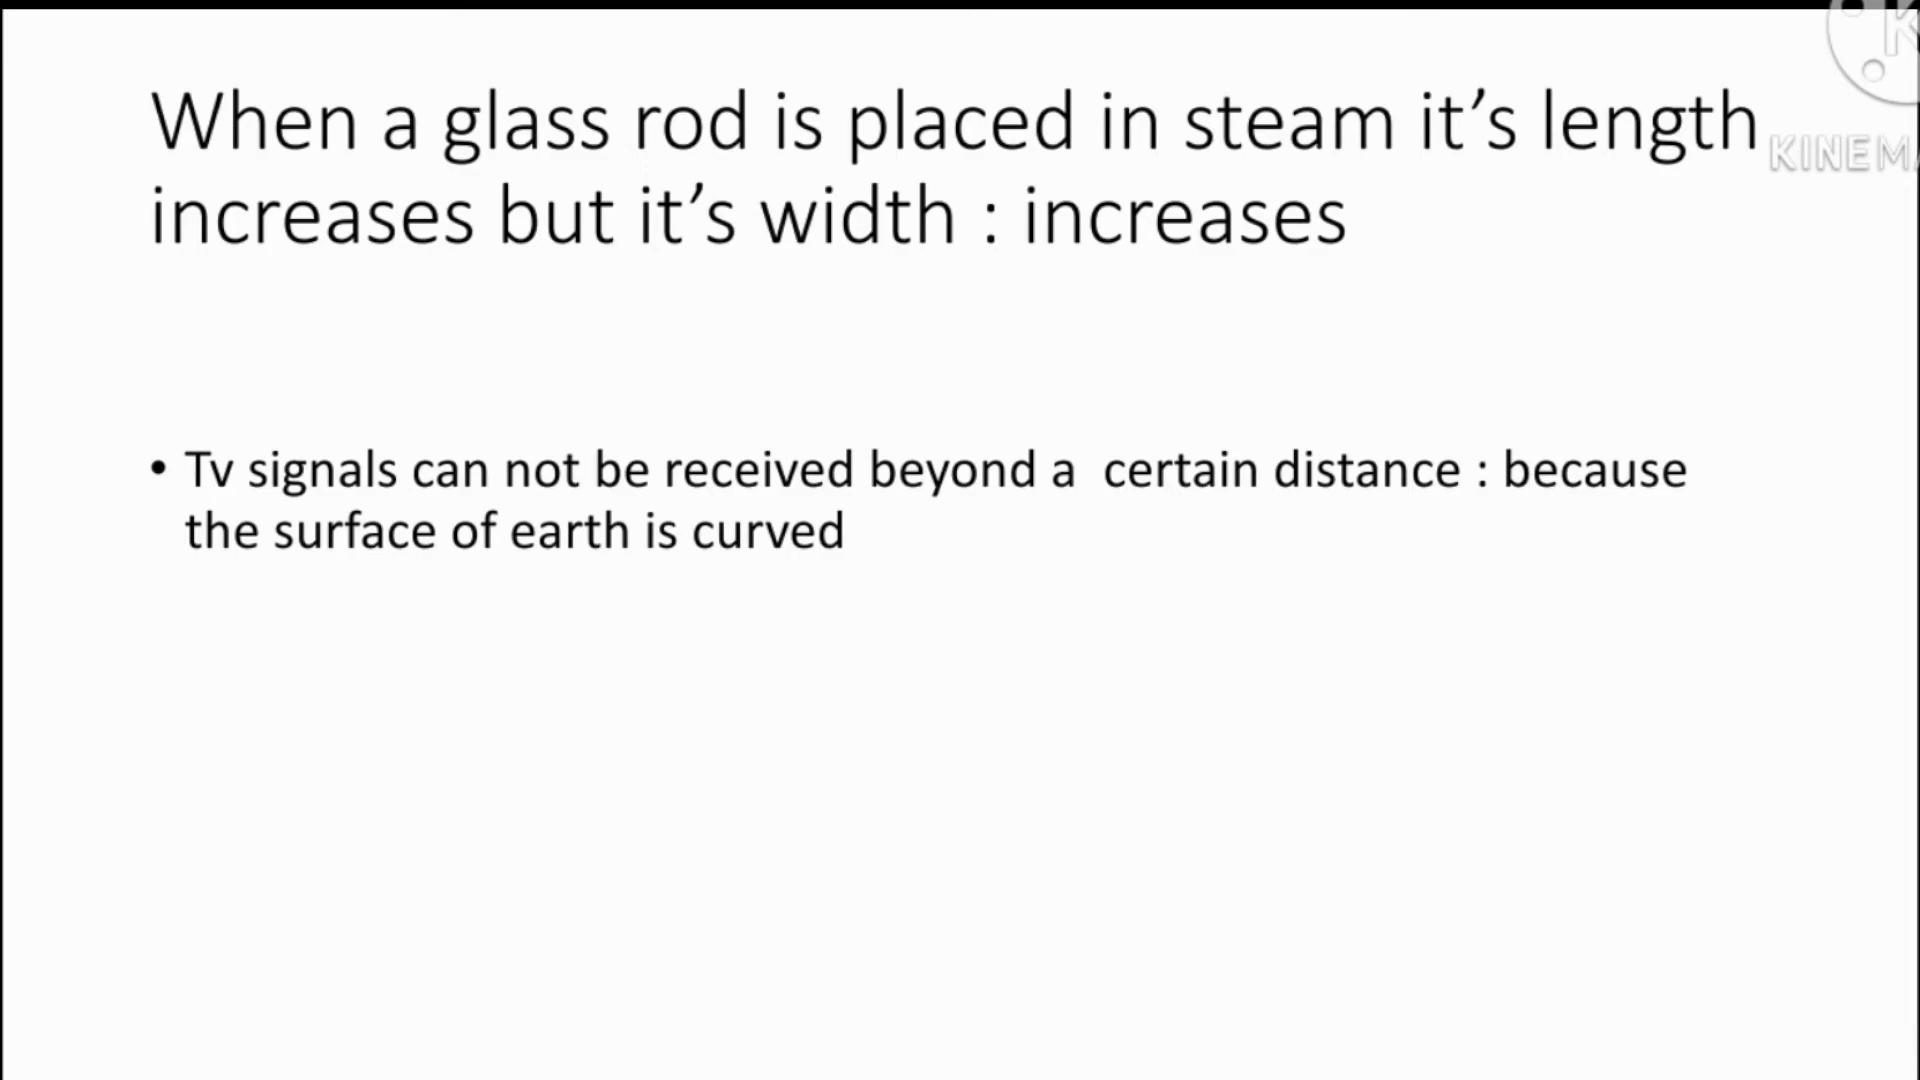 When a glass rod is placed in steam it’s length
increases but it’s width : increases
KINEMA
• Tv signals can not be received beyond a certain distance : because
the surface of earth is curved